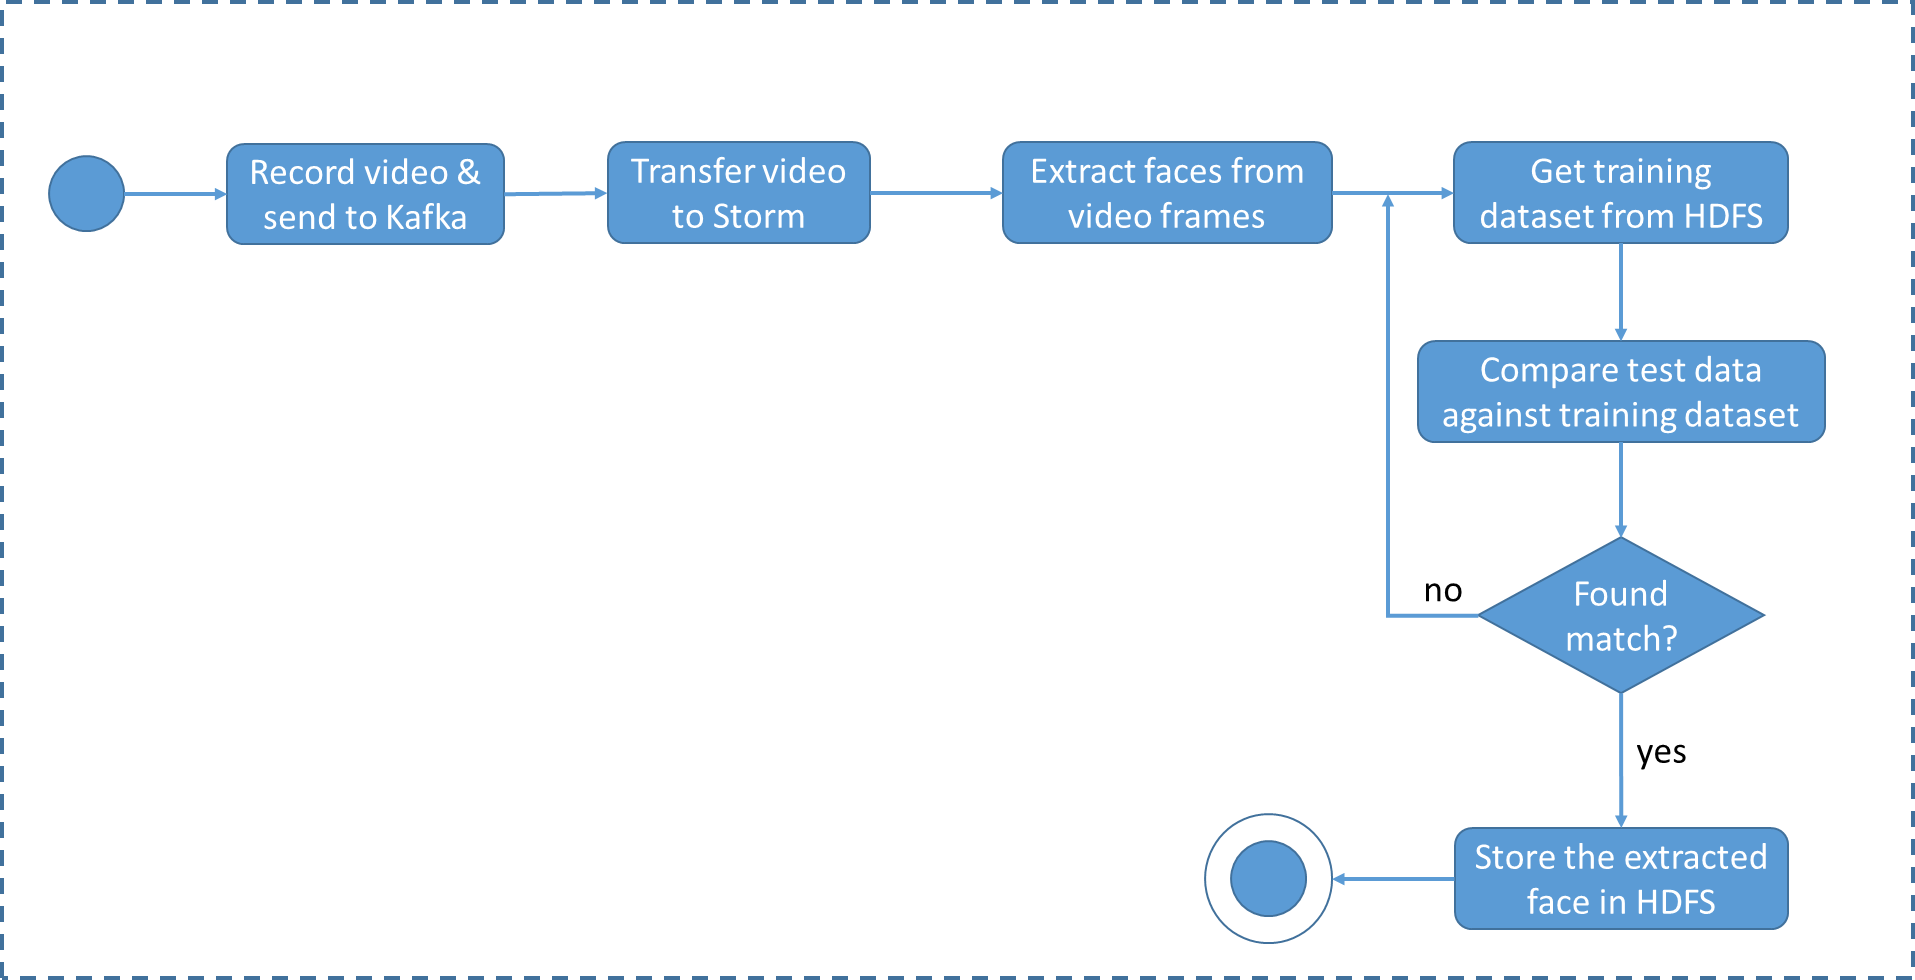 Record video &
send to Kafka
Transfer video
to Storm
Extract faces from
video frames
Get training
dataset from HDFS
Compare test data
against training dataset
Found
match?
no
yes
Store the extracted
face in HDFS